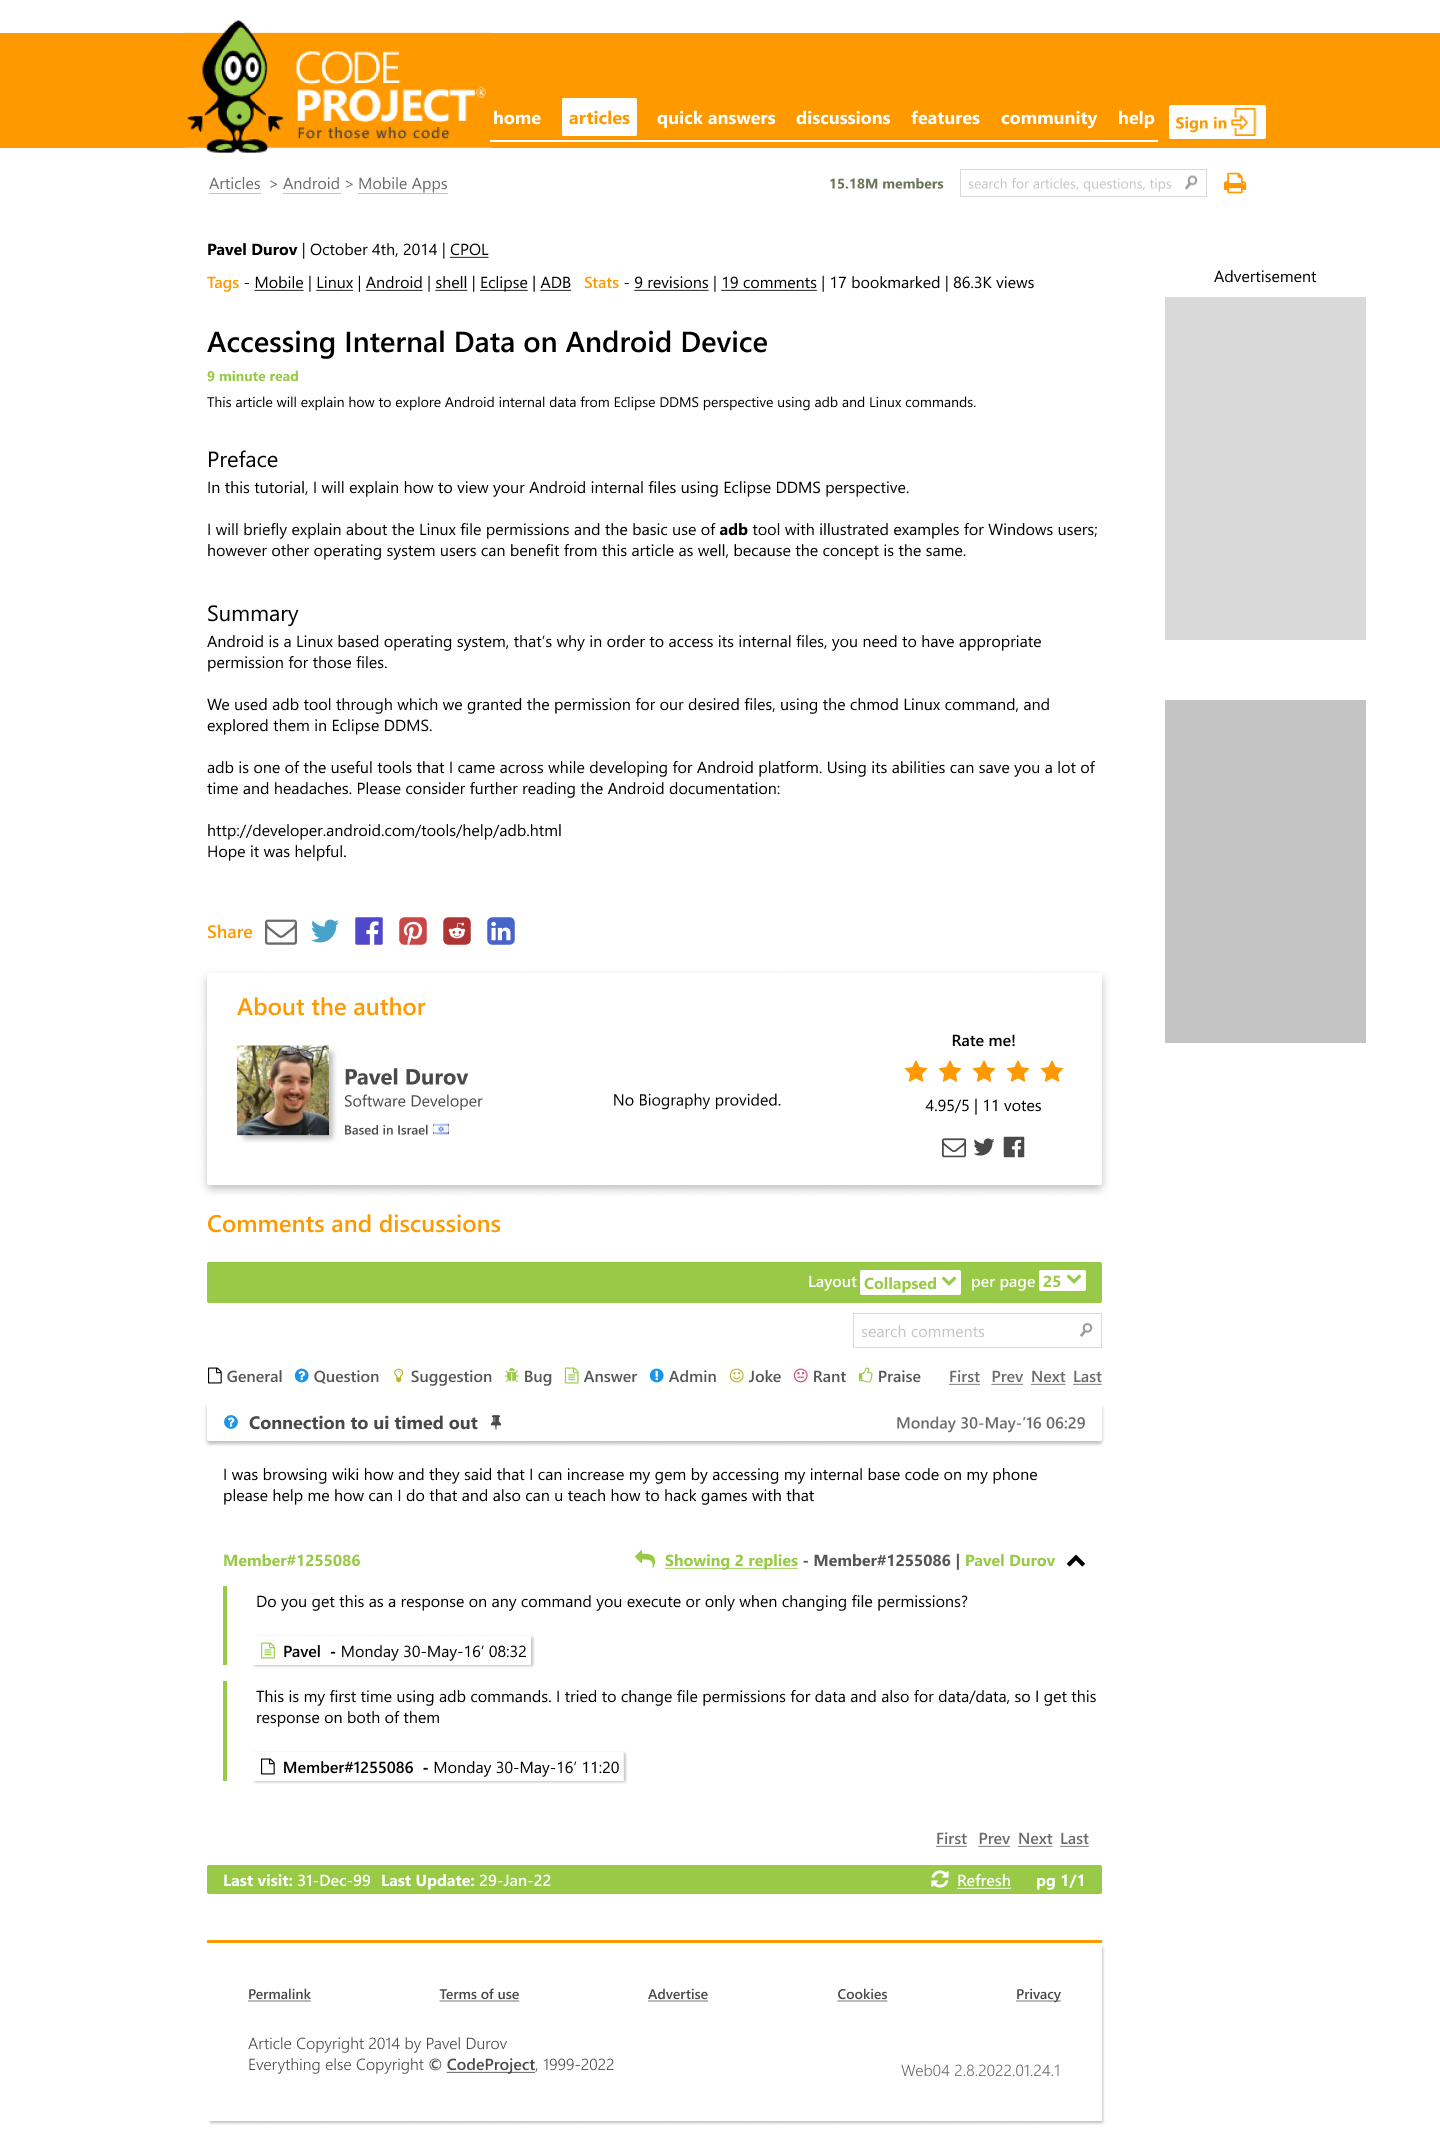 CODE
PROJECT®
For those who code
home articles quick answers discussions features community help Sign in
Articles > Android > Mobile Apps
15.18M members search for articles, questions, tips
Pavel Durov | October 4th, 2014 | CPOL
Tags - Mobile | Linux | Android | shell | Eclipse | ADB Stats - 9 revisions | 19 comments | 17 bookmarked | 86.3K views
Advertisement
Accessing Internal Data on Android Device
9 minute read
This article will explain how to explore Android internal data from Eclipse DDMS perspective using adb and Linux commands.
Preface
In this tutorial, I will explain how to view your Android internal files using Eclipse DDMS perspective.
I will briefly explain about the Linux file permissions and the basic use of adb tool with illustrated examples for Windows users;
however other operating system users can benefit from this article as well, because the concept is the same.
Summary
Android is a Linux based operating system, that's why in order to access its internal files, you need to have appropriate
permission for those files.
We used adb tool through which we granted the permission for our desired files, using the chmod Linux command, and
explored them in Eclipse DDMS.
adb is one of the useful tools that I came across while developing for Android platform. Using its abilities can save you a lot of
time and headaches. Please consider further reading the Android documentation:
http://developer.android.com/tools/help/adb.html
Hope it was helpful.
Share
About the author
Pavel Durov
Software Developer
Based in Israel
No Biography provided.
Rate me!
4.95/5 | 11 votes
Comments and discussions
Layout Collapsed per page 25
search comments
General Question Suggestion Bug Answer Admin Joke Rant Praise First Prev Next Last
Connection to ui timed out Monday 30-May-'16 06:29
I was browsing wiki how and they said that I can increase my gem by accessing my internal base code on my phone
please help me how can I do that and also can u teach how to hack games with that
Member#1255086 Showing 2 replies - Member#1255086 | Pavel Durov
Do you get this as a response on any command you execute or only when changing file permissions?
Pavel - Monday 30-May-16' 08:32
This is my first time using adb commands. I tried to change file permissions for data and also for data/data, so I get this
response on both of them
Member#1255086 - Monday 30-May-16' 11:20
First Prev Next Last
Last visit: 31-Dec-99 Last Update: 29-Jan-22 Refresh pg 1/1
Permalink Terms of use Advertise Cookies Privacy
Article Copyright 2014 by Pavel Durov
Everything else Copyright © CodeProject, 1999-2022
Web04 2.8.2022.01.24.1